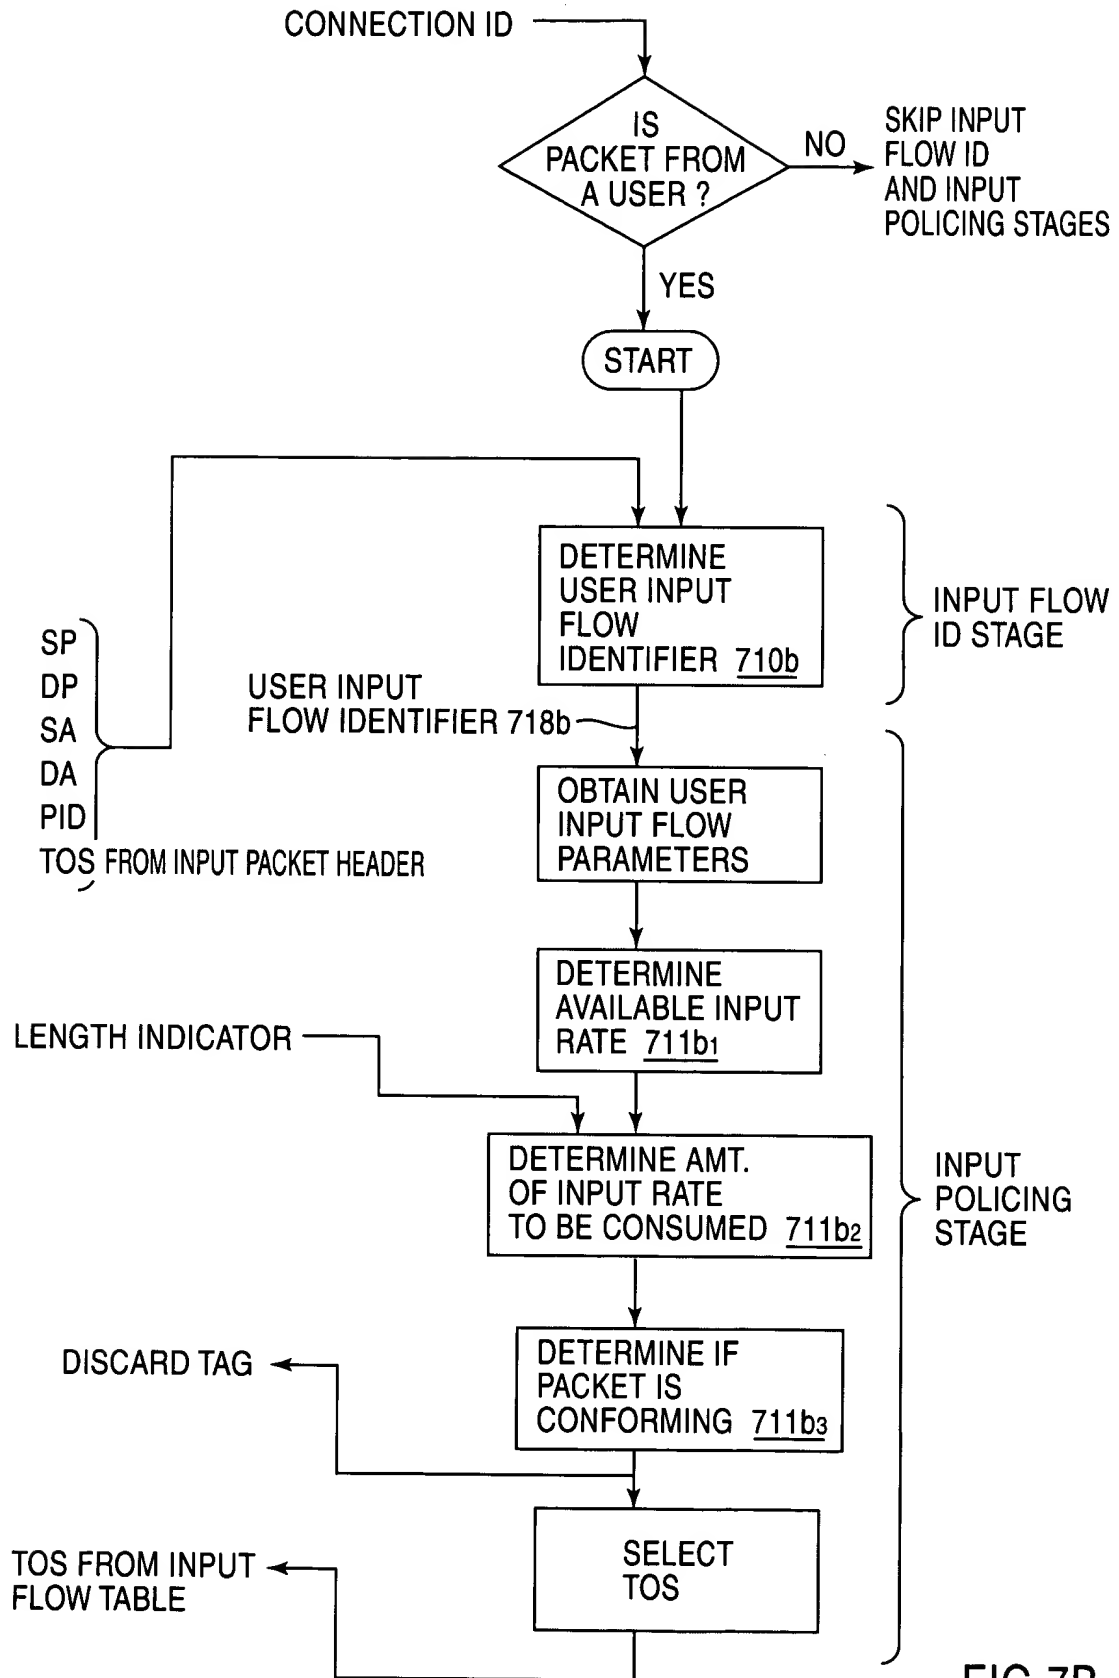 CONNECTION ID
IS
PACKET FROM
A USER ?
NO
SKIP INPUT
FLOW ID
AND INPUT
POLICING STAGES
YES
START
DETERMINE
USER INPUT
FLOW
IDENTIFIER 710b
INPUT FLOW
ID STAGE
SP
DP
SA
DA
PID
TOS FROM INPUT PACKET HEADER
USER INPUT
FLOW IDENTIFIER 718b
OBTAIN USER
INPUT FLOW
PARAMETERS
DETERMINE
AVAILABLE INPUT
RATE 711b1
LENGTH INDICATOR
DETERMINE AMT.
OF INPUT RATE
TO BE CONSUMED 711b2
INPUT
POLICING
STAGE
DETERMINE IF
PACKET IS
CONFORMING 711b3
DISCARD TAG
SELECT
TOS
TOS FROM INPUT
FLOW TABLE